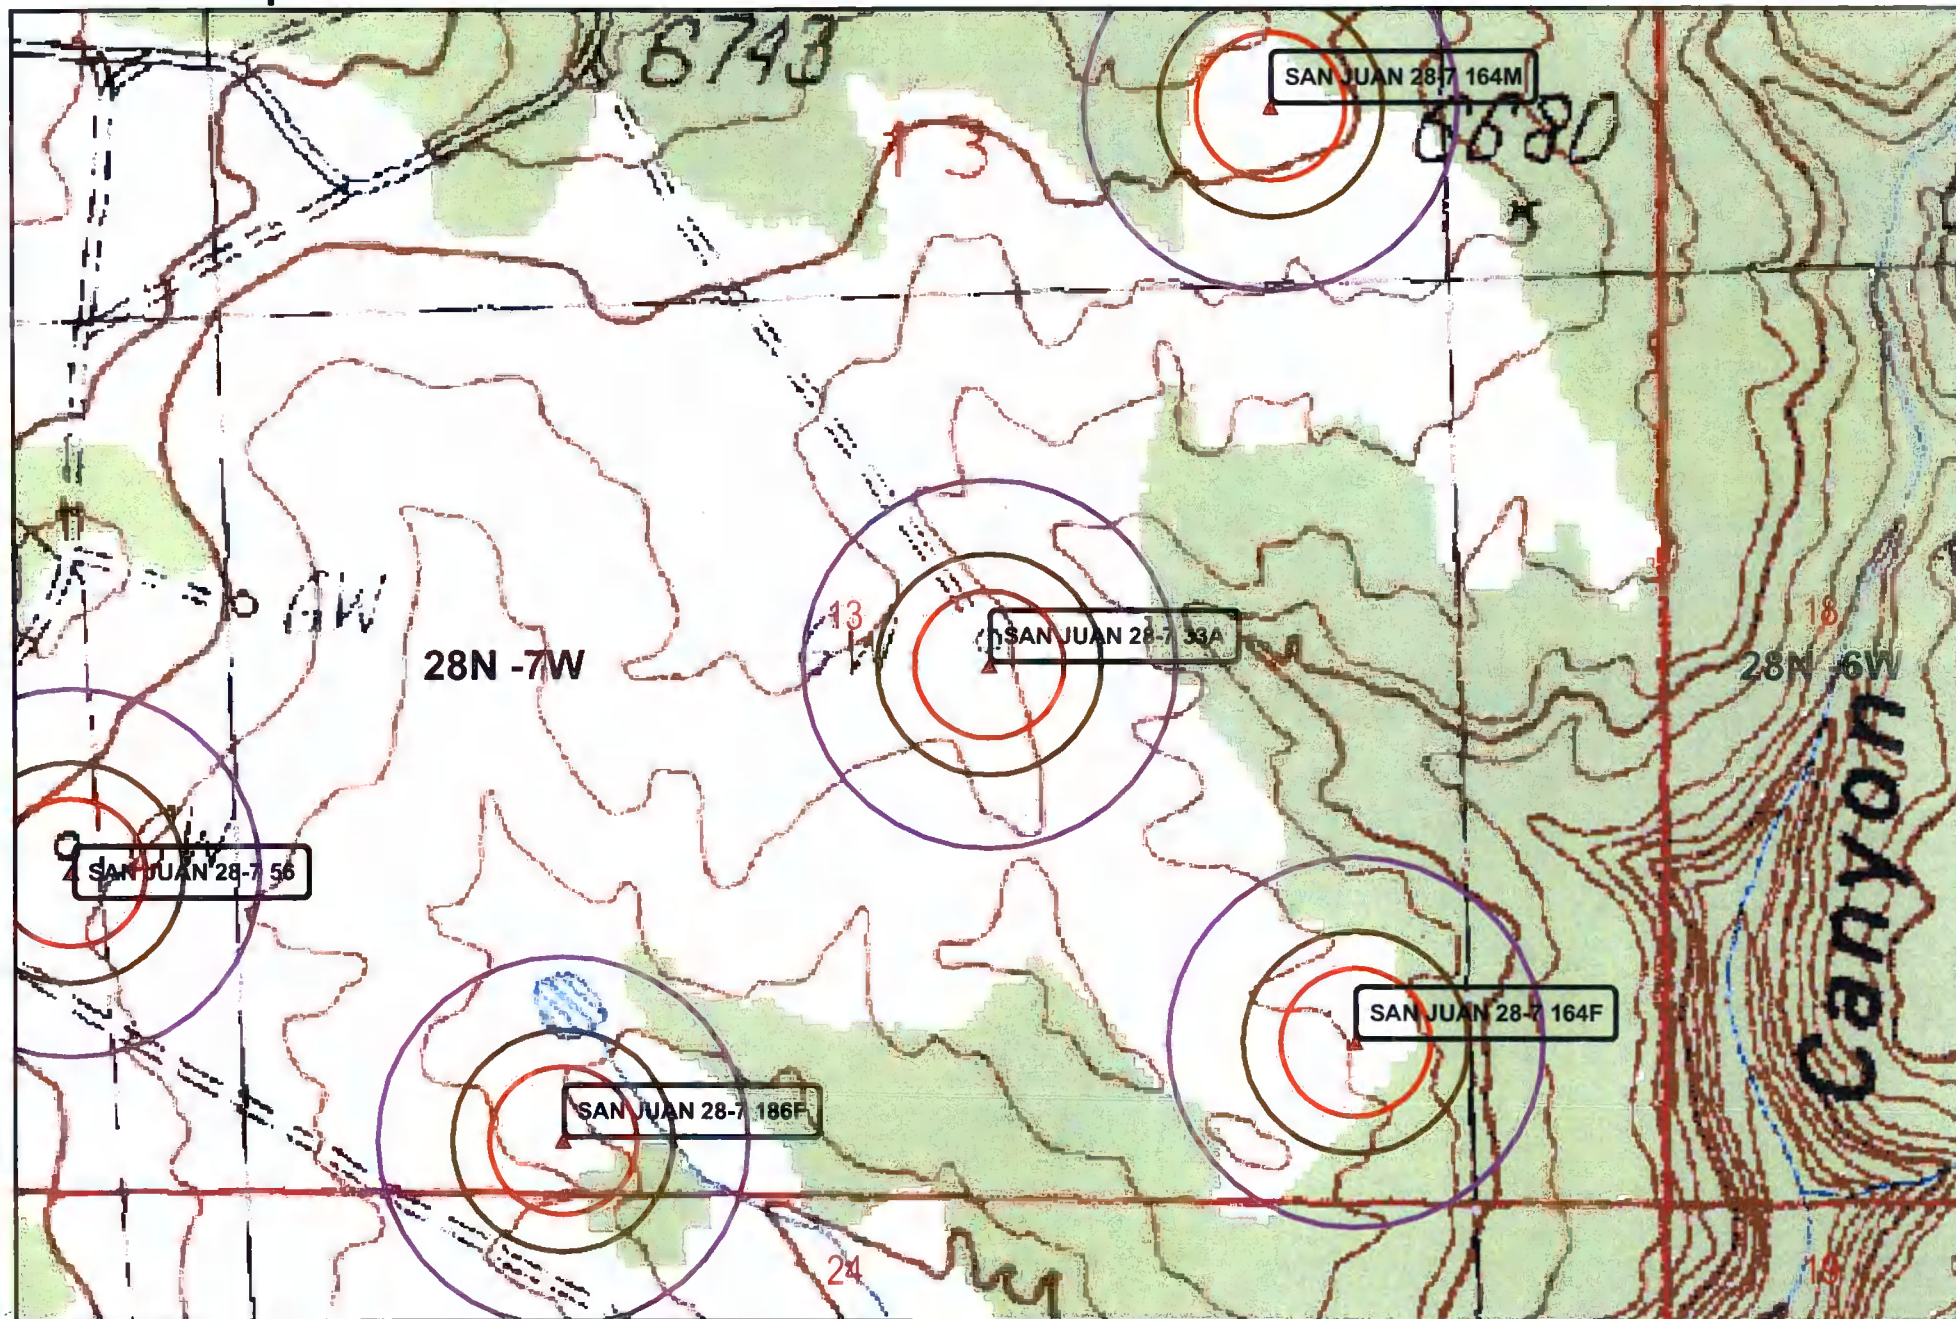 6743
SAN JUAN 28-7 164M
6680
13
13
SAN JUAN 28-7 33A
18
28N -7W
28N -6W
Canyon
SAN JUAN 28-7 56
SAN JUAN 28-7 164F
SAN JUAN 28-7 186F
24
19